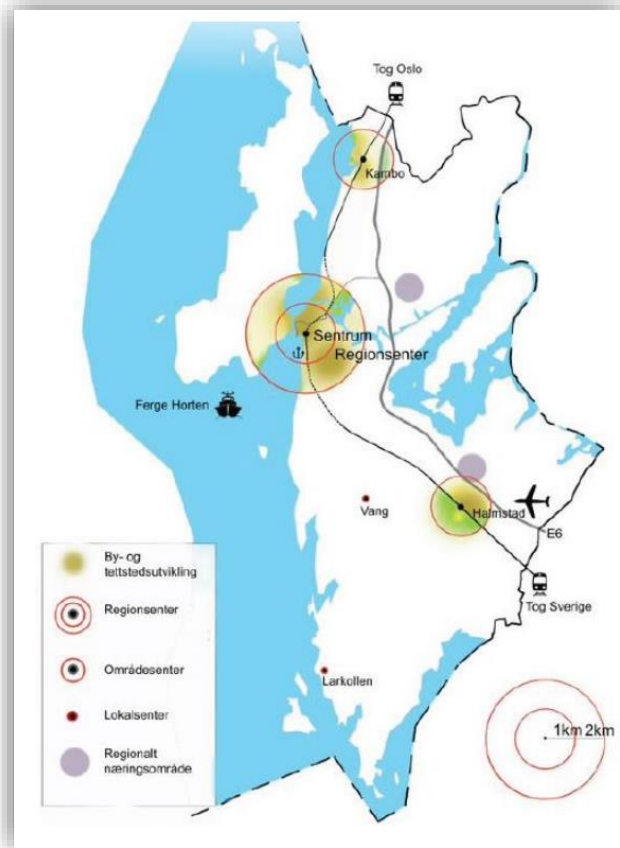 Tog Oslo
Kambo
Sentrum
Regionsenter
Ferge Horten
Vang
Halmstad
E6
Tog Sverige
Larkollen
By- og
tettstedsutvikling
Regionsenter
Områdesenter
Lokalsenter
Regionalt
næringsområde
1km 2km